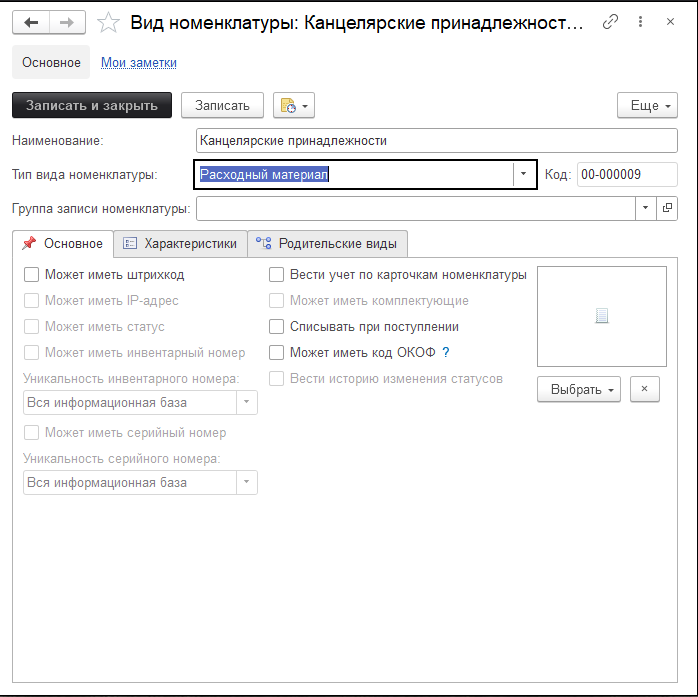 Вид номенклатуры: Канцелярские принадлежност...
Основное Мои заметки
Записать и закрыть Записать Еще
Наименование: Канцелярские принадлежности
Тип вида номенклатуры: Расходный материал Код: 00-000009
Группа записи номенклатуры:
Основное Характеристики Родительские виды
Может иметь штрихкод Вести учет по карточкам номенклатуры
Может иметь IP-адрес Может иметь комплектующие
Может иметь статус Списывать при поступлении
Может иметь инвентарный номер Может иметь код ОКОФ ?
Уникальность инвентарного номера: Вести историю изменения статусов
Вся информационная база Выбрать ×
Может иметь серийный номер
Уникальность серийного номера:
Вся информационная база